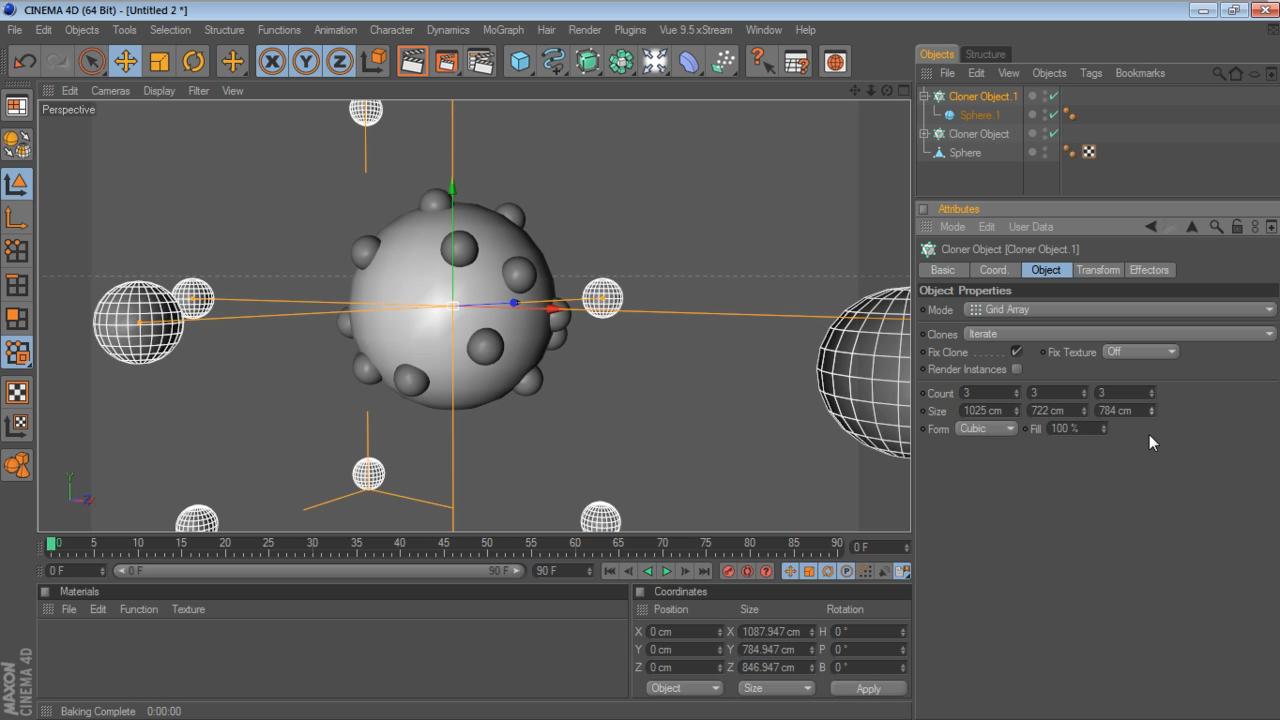 CINEMA 4D (64 Bit) - [Untitled 2 *]
File Edit Objects Tools Selection Structure Functions Animation Character Dynamics MoGraph Hair Render Plugins Vue 9.5 xStream Window Help
Objects Structure
File Edit View Objects Tags Bookmarks
Cloner Object.1
Sphere.1
Cloner Object
Sphere
Edit Cameras Display Filter View
Perspective
Y
X Y Z
Attributes
Mode Edit User Data
Cloner Object [Cloner Object.1]
Basic Coord. Object Transform Effectors
Object Properties
Mode Grid Array
Clones Iterate
Fix Clone Fix Texture Off
Render Instances
Count 3 3 3
Size 1025 cm 722 cm 784 cm
Form Cubic Fill 100 %
0 5 10 15 20 25 30 35 40 45 50 55 60 65 70 75 80 85 90 0 F
0 F 0 F 90 F 90 F
Materials
File Edit Function Texture
Coordinates
Position Size Rotation
X 0 cm X 1087.947 cm H 0 °
Y 0 cm Y 784.947 cm P 0 °
Z 0 cm Z 846.947 cm B 0 °
Object Size Apply
MAXON CINEMA 4D
Baking Complete 0:00:00